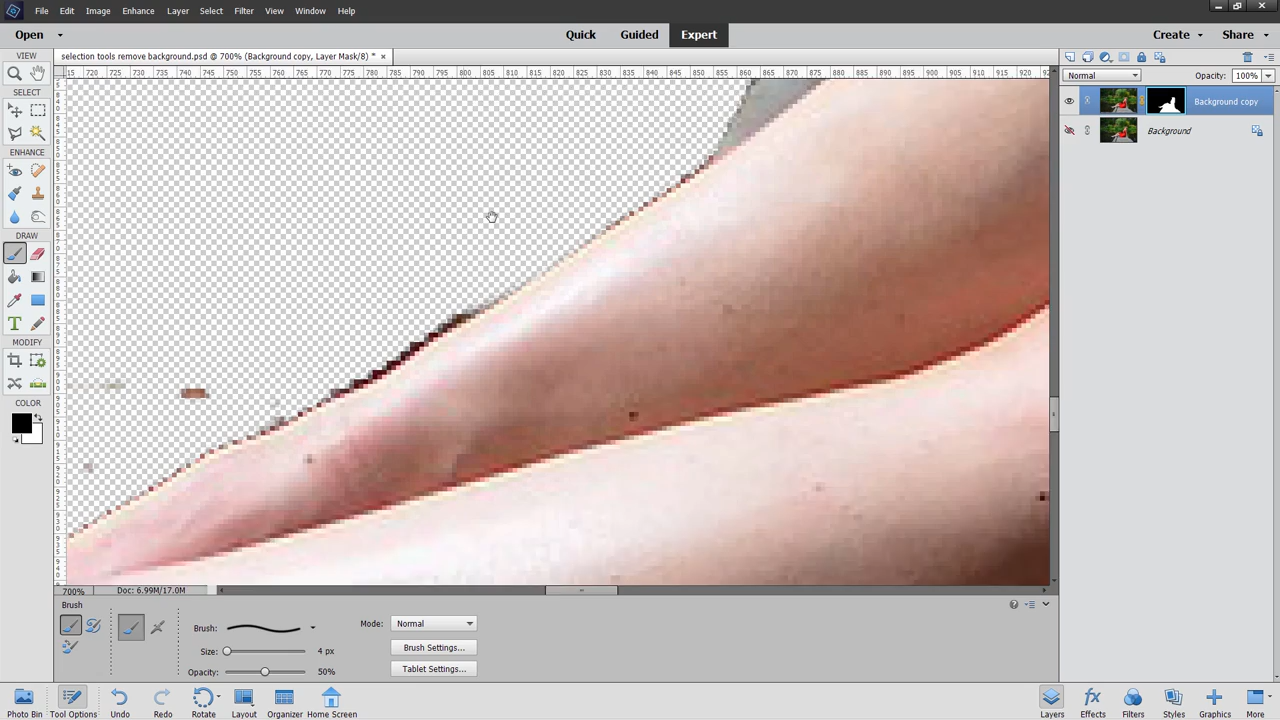 File Edit Image Enhance Layer Select Filter View Window Help
Open Quick Guided Expert Create Share
VIEW
selection tools remove background.psd @ 700% (Background copy, Layer Mask/8) *
15 720 725 730 735 740 745 750 755 760 765 770 775 780 785 790 795 800 805 810 815 820 825 830 835 840 845 850 855 860 865 870 875 880 885 890 895 900 905 910 915 920
Normal Opacity: 100%
SELECT
Background copy
Background
ENHANCE
DRAW
MODIFY
COLOR
700% Doc: 6.99M/17.0M
Brush
Brush: Mode: Normal
Size: 4 px Brush Settings...
Opacity: 50% Tablet Settings...
Photo Bin Tool Options Undo Redo Rotate Layout Organizer Home Screen Layers Effects Filters Styles Graphics More